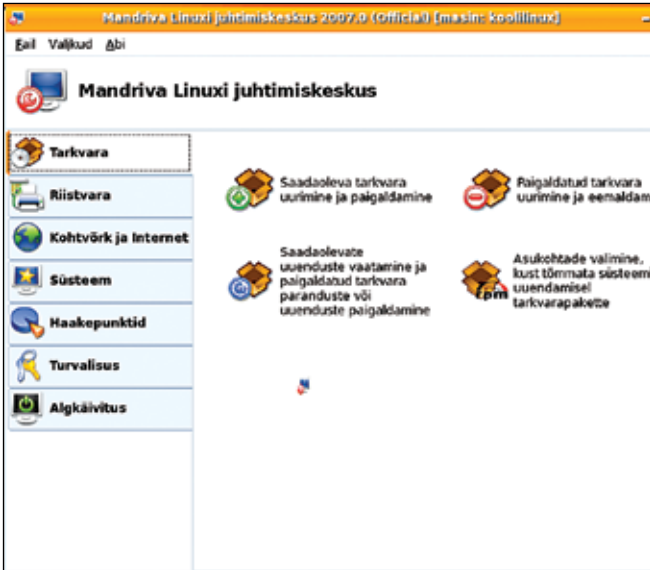 Mandriva Linuxi juhtimiskeskus 2007.0 (Official) [masin: koolilinux]
Fail Valikud Abi
Mandriva Linuxi juhtimiskeskus
Tarkvara
Riistvara
Kohtvõrk ja Internet
Süsteem
Haakepunktid
Turvalisus
Algkäivitus
Saadaoleva tarkvara
uurimine ja paigaldamine
Paigaldatud tarkvara
uurimine ja eemaldam
Saadaolevate
uuenduste vaatamine ja
paigaldatud tarkvara
paranduste või
uuenduste paigaldamine
Asukohtade valimine,
kust tõmmata süsteemi
uuendamisel
tarkvarapakette
rpm